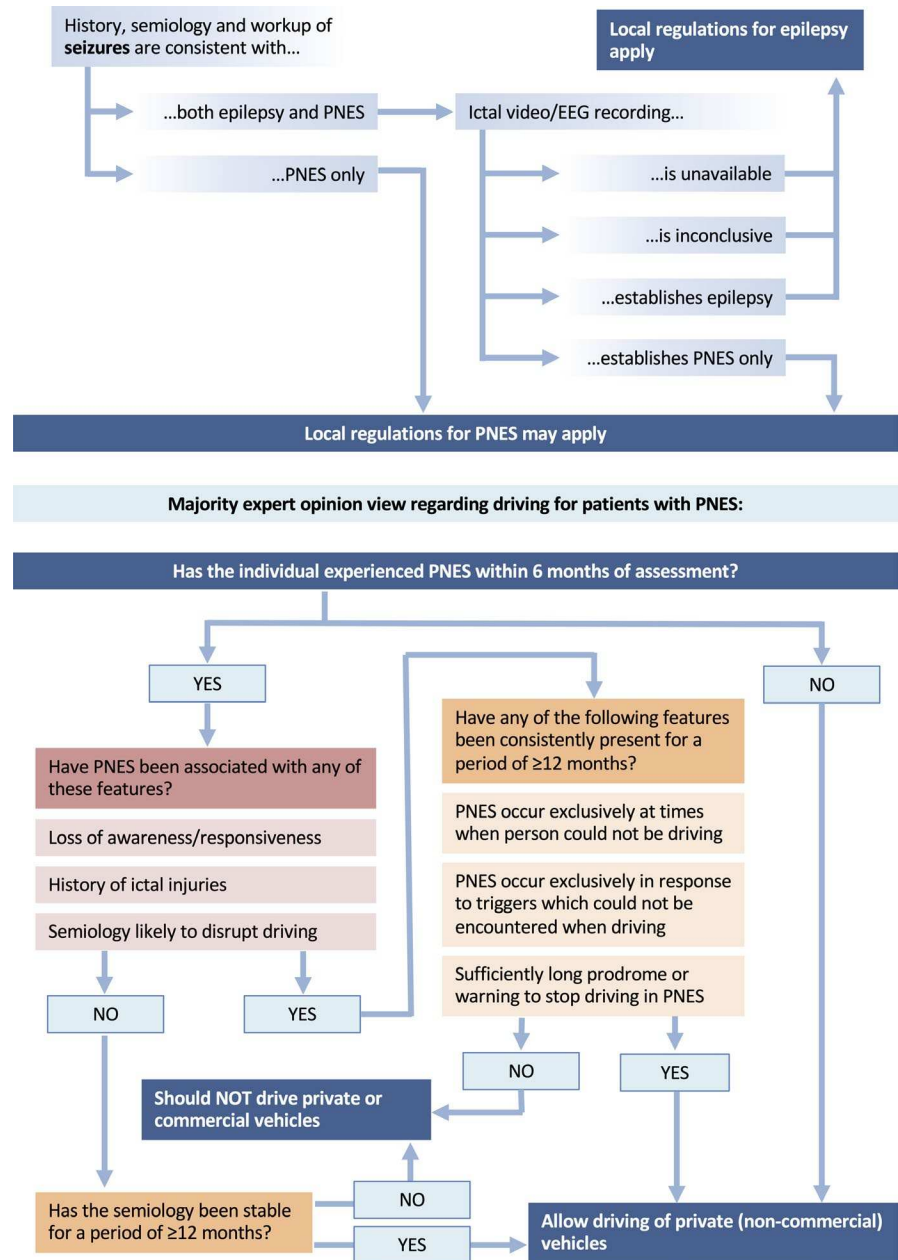 History, semiology and workup of
seizures are consistent with...
Local regulations for epilepsy
apply
...both epilepsy and PNES
Ictal video/EEG recording...
...PNES only
...is unavailable
...is inconclusive
...establishes epilepsy
...establishes PNES only
Local regulations for PNES may apply
Majority expert opinion view regarding driving for patients with PNES:
Has the individual experienced PNES within 6 months of assessment?
YES
NO
Have PNES been associated with any of
these features?
Loss of awareness/responsiveness
History of ictal injuries
Semiology likely to disrupt driving
NO
YES
Have any of the following features
been consistently present for a
period of ≥12 months?
PNES occur exclusively at times
when person could not be driving
PNES occur exclusively in response
to triggers which could not be
encountered when driving
Sufficiently long prodrome or
warning to stop driving in PNES
NO
YES
Should NOT drive private or
commercial vehicles
Has the semiology been stable
for a period of ≥12 months?
NO
YES
Allow driving of private (non-commercial)
vehicles